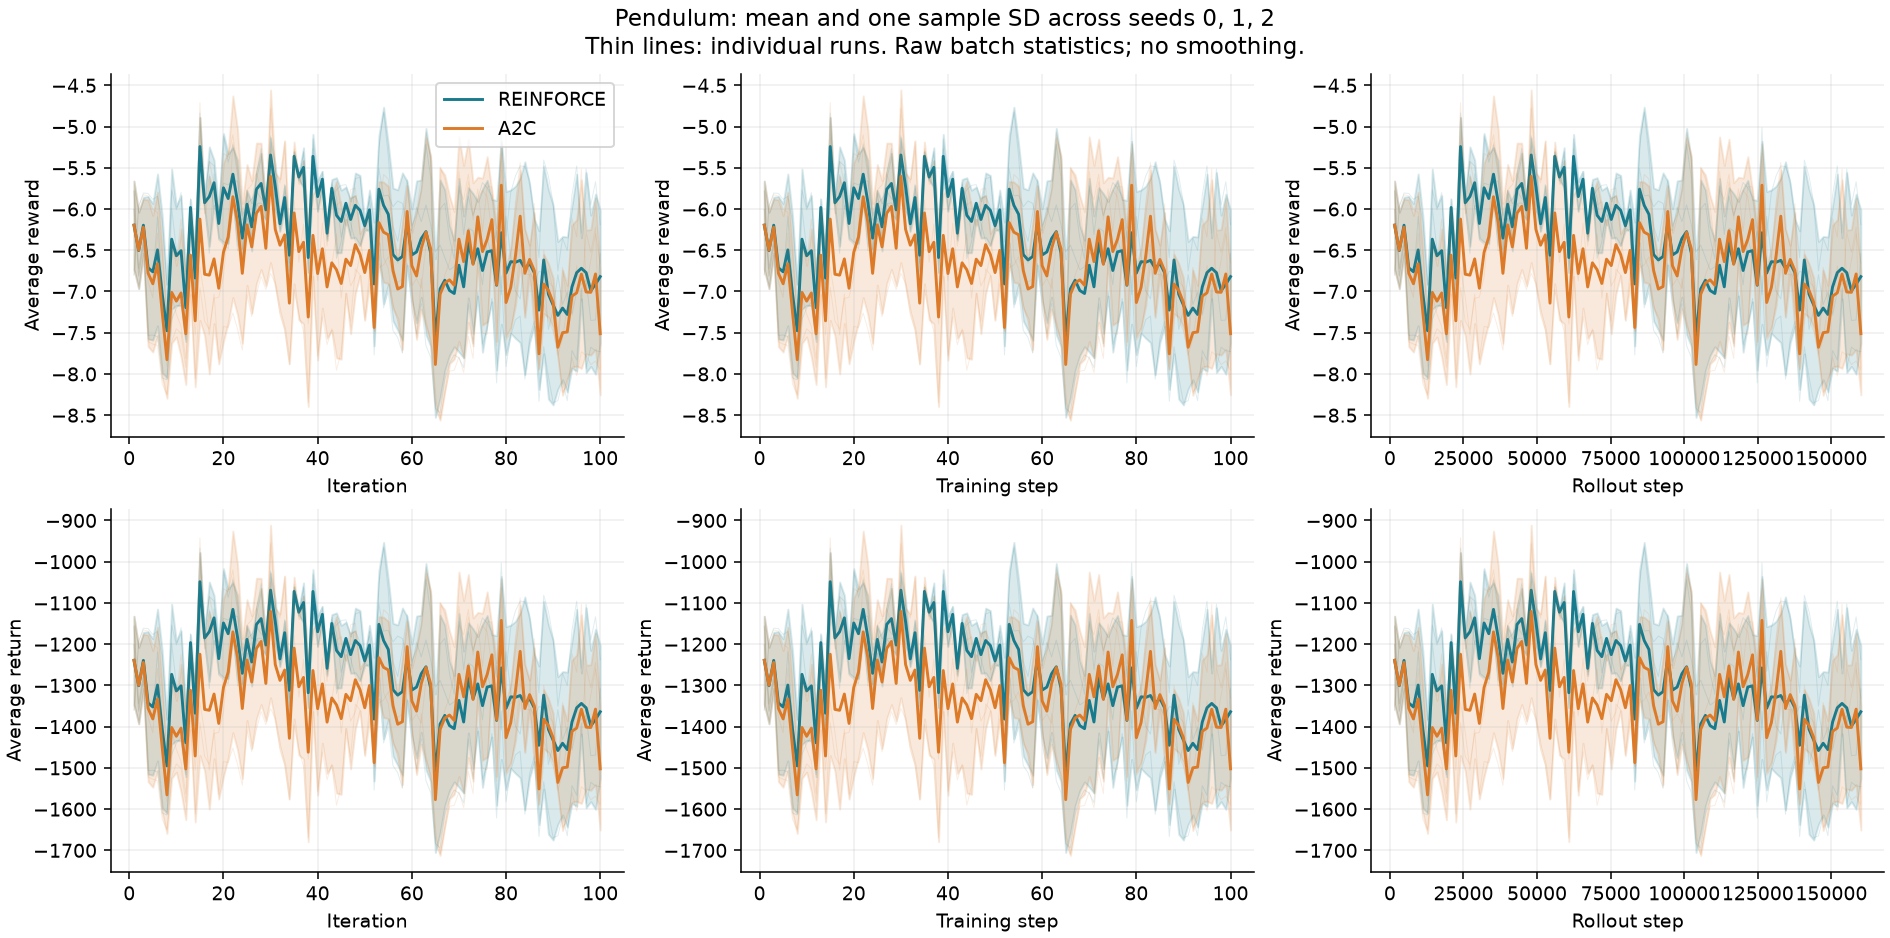 Pendulum: mean and one sample SD across seeds 0, 1, 2
Thin lines: individual runs. Raw batch statistics; no smoothing.
−4.5
−5.0
−5.5
−6.0
−6.5
−7.0
−7.5
−8.0
−8.5
Average reward
0 20 40 60 80 100
Iteration
REINFORCE
A2C
−4.5
−5.0
−5.5
−6.0
−6.5
−7.0
−7.5
−8.0
−8.5
Average reward
0 20 40 60 80 100
Training step
−4.5
−5.0
−5.5
−6.0
−6.5
−7.0
−7.5
−8.0
−8.5
Average reward
0 25000 50000 75000 100000 125000 150000
Rollout step
−900
−1000
−1100
−1200
−1300
−1400
−1500
−1600
−1700
Average return
0 20 40 60 80 100
Iteration
−900
−1000
−1100
−1200
−1300
−1400
−1500
−1600
−1700
Average return
0 20 40 60 80 100
Training step
−900
−1000
−1100
−1200
−1300
−1400
−1500
−1600
−1700
Average return
0 25000 50000 75000 100000 125000 150000
Rollout step